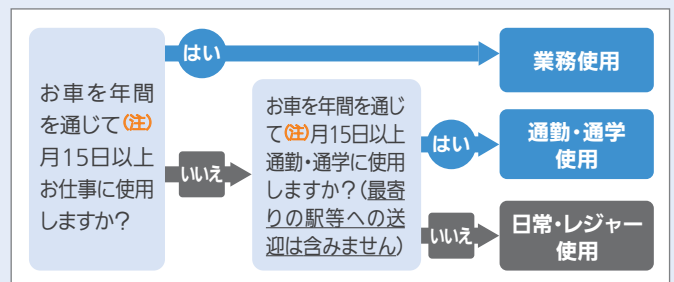 お車を年間
を通じて(注)
月15日以上
お仕事に使用
しますか?
はい
業務使用
いいえ
お車を年間を通じ
て(注)月15日以上
通勤・通学に使用
しますか?(最寄
りの駅等への送
迎は含みません)
はい
通勤・通学
使用
いいえ
日常・レジャー
使用